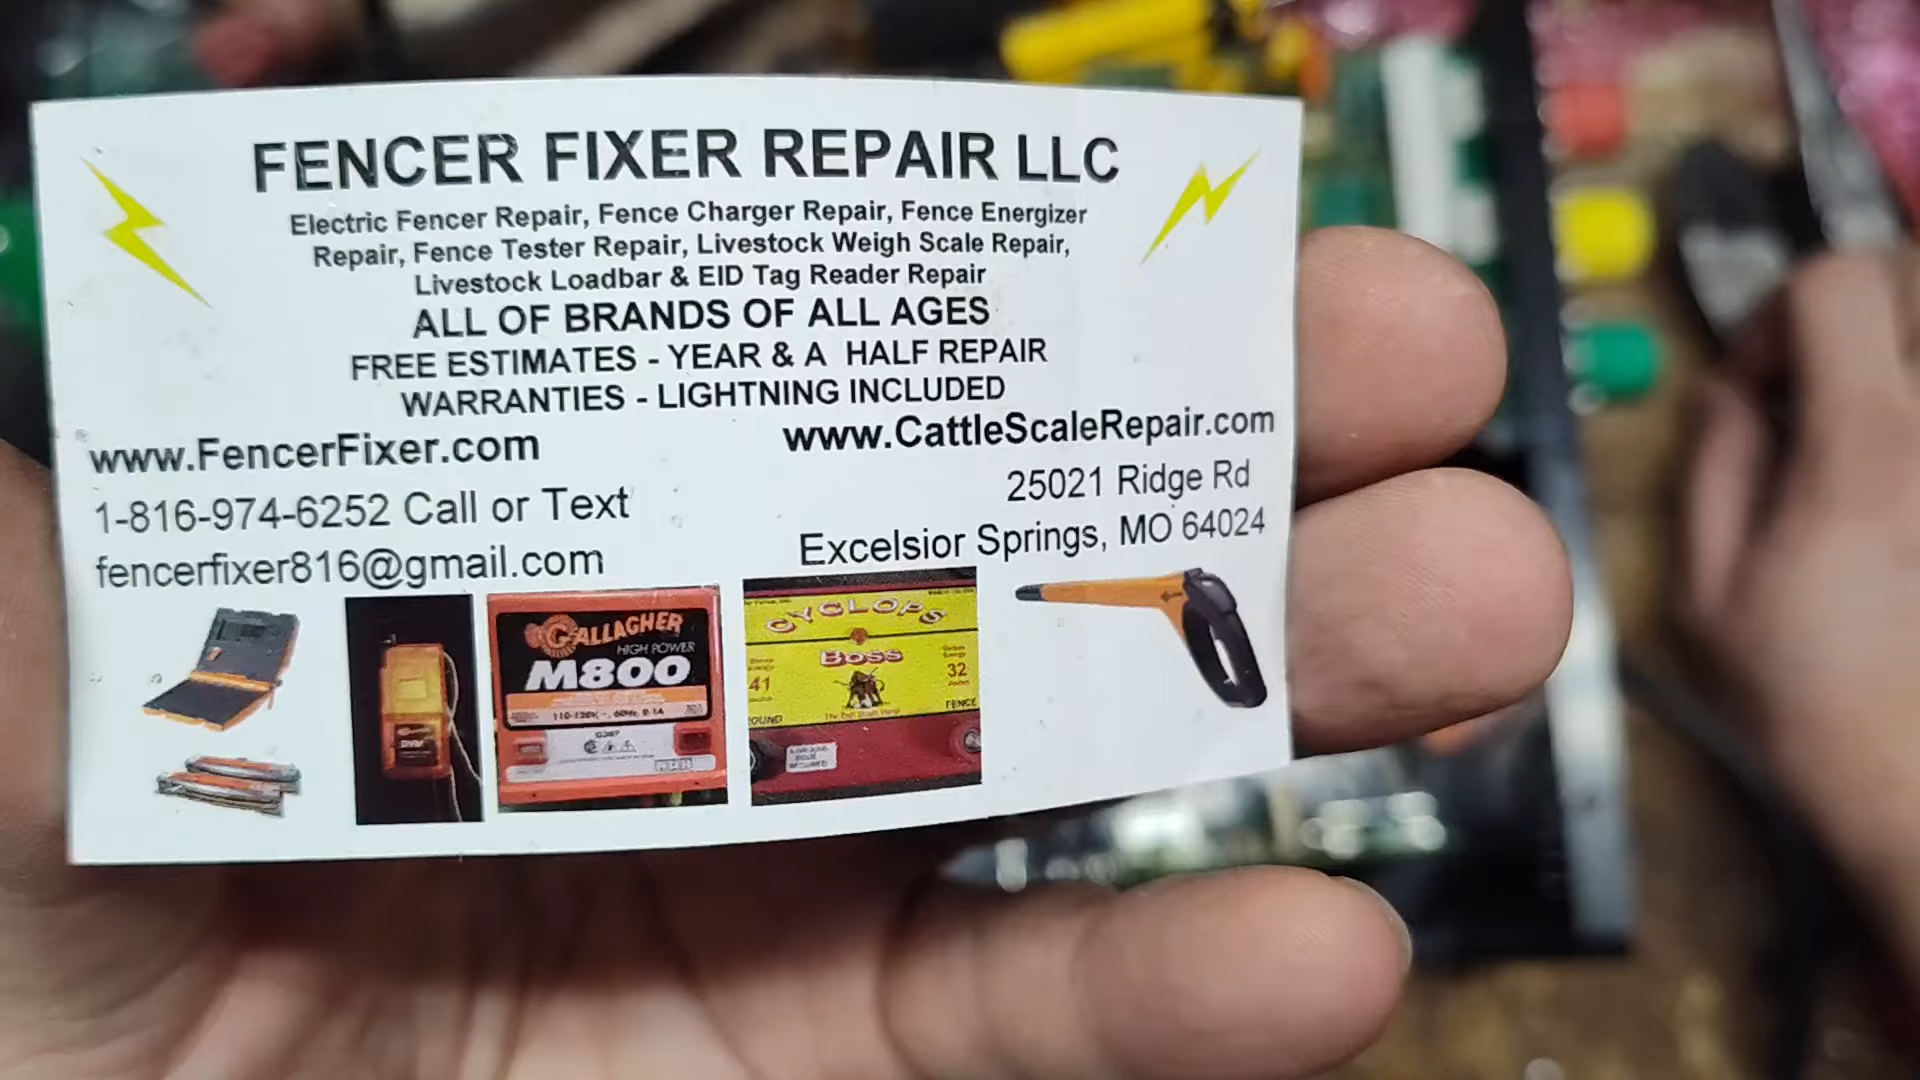 FENCER FIXER REPAIR LLC
Electric Fencer Repair, Fence Charger Repair, Fence Energizer
Repair, Fence Tester Repair, Livestock Weigh Scale Repair,
Livestock Loadbar & EID Tag Reader Repair
ALL OF BRANDS OF ALL AGES
FREE ESTIMATES - YEAR & A HALF REPAIR
WARRANTIES - LIGHTNING INCLUDED
www.FencerFixer.com
www.CattleScaleRepair.com
1-816-974-6252 Call or Text
25021 Ridge Rd
fencerfixer816@gmail.com
Excelsior Springs, MO 64024
GALLAGHER
HIGH POWER
M800
CYCLOPS
BOSS
41
32
FENCE